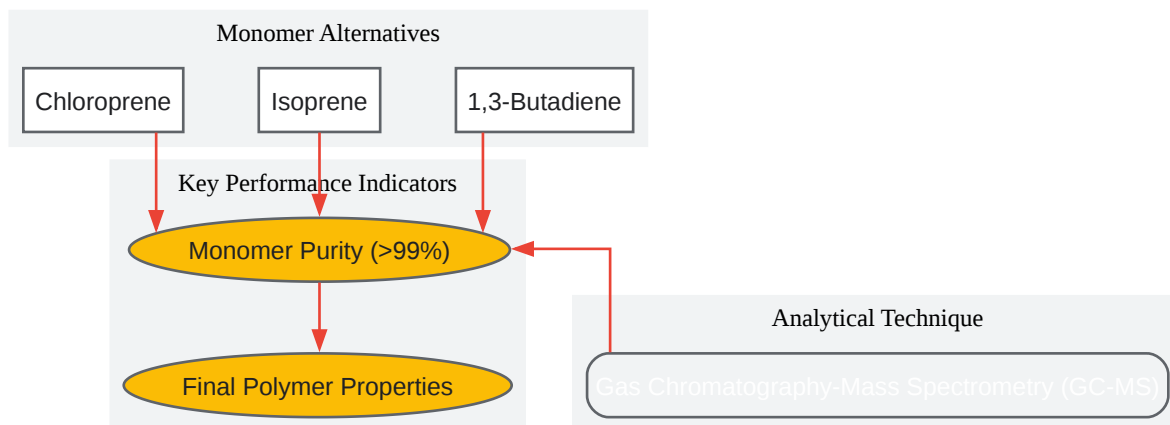 Monomer Alternatives
Chloroprene
Isoprene
1,3-Butadiene
Key Performance Indicators
Monomer Purity (>99%)
Final Polymer Properties
Analytical Technique
Gas Chromatography-Mass Spectrometry (GC-MS)